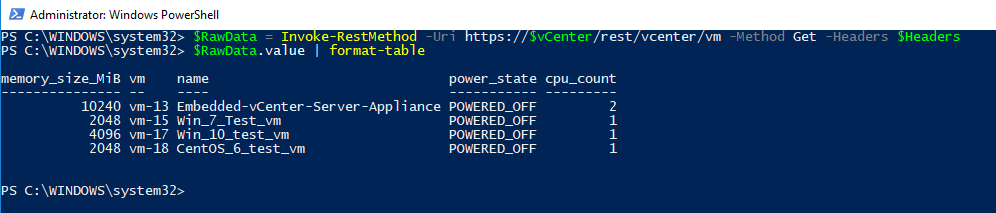 Administrator: Windows PowerShell
PS C:\WINDOWS\system32> $RawData = Invoke-RestMethod -Uri https://$vCenter/rest/vcenter/vm -Method Get -Headers $Headers
PS C:\WINDOWS\system32> $RawData.value | format-table
memory_size_MiB vm name power_state cpu_count
--------------- -- ---- ----------- ---------
10240 vm-13 Embedded-vCenter-Server-Appliance POWERED_OFF 2
2048 vm-15 Win_7_Test_vm POWERED_OFF 1
4096 vm-17 Win_10_test_vm POWERED_OFF 1
2048 vm-18 CentOS_6_test_vm POWERED_OFF 1
PS C:\WINDOWS\system32>